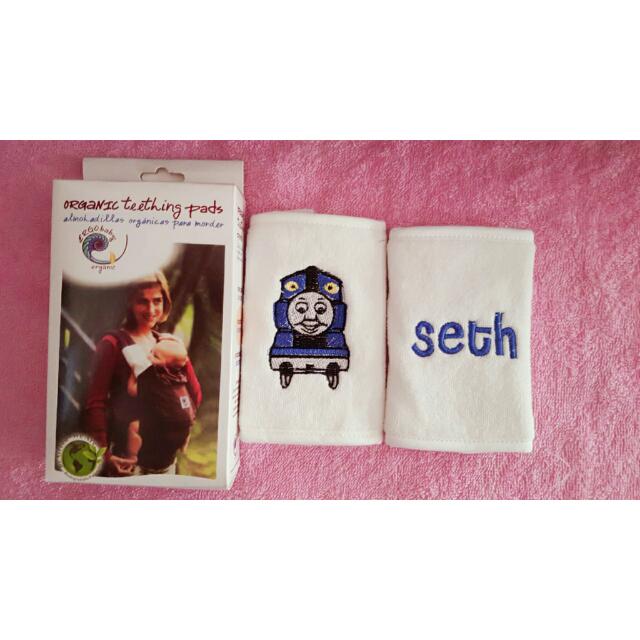 ORGANIC teething pads
almohadillas orgánicas para morder
ERGObaby
organic
seth